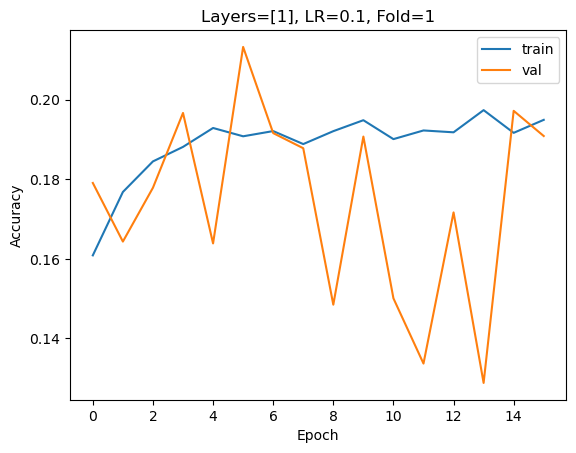 Layers=[1], LR=0.1, Fold=1
train
val
Accuracy
0.20
0.18
0.16
0.14
0 2 4 6 8 10 12 14
Epoch